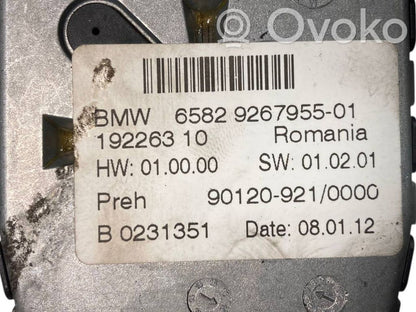 Ovoko
BMW 6582 9267955-01
192263 10 Romania
HW: 01.00.00 SW: 01.02.01
Preh 90120-921/0000
B 0231351 Date: 08.01.12